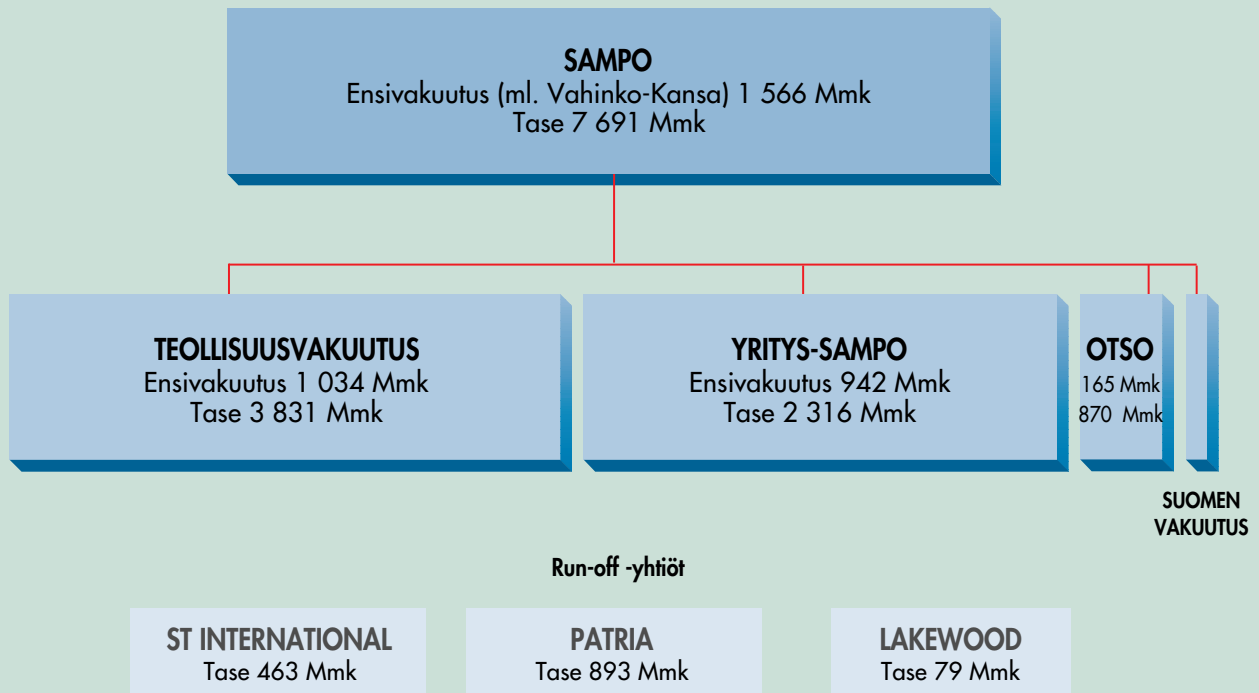 SAMPO
Ensivakuutus (ml. Vahinko-Kansa) 1 566 Mmk
Tase 7 691 Mmk
TEOLLISUUSVAKUUTUS
Ensivakuutus 1 034 Mmk
Tase 3 831 Mmk
YRITYS-SAMPO
Ensivakuutus 942 Mmk
Tase 2 316 Mmk
OTSO
165 Mmk
870 Mmk
SUOMEN
VAKUUTUS
Run-off -yhtiöt
ST INTERNATIONAL
Tase 463 Mmk
PATRIA
Tase 893 Mmk
LAKEWOOD
Tase 79 Mmk